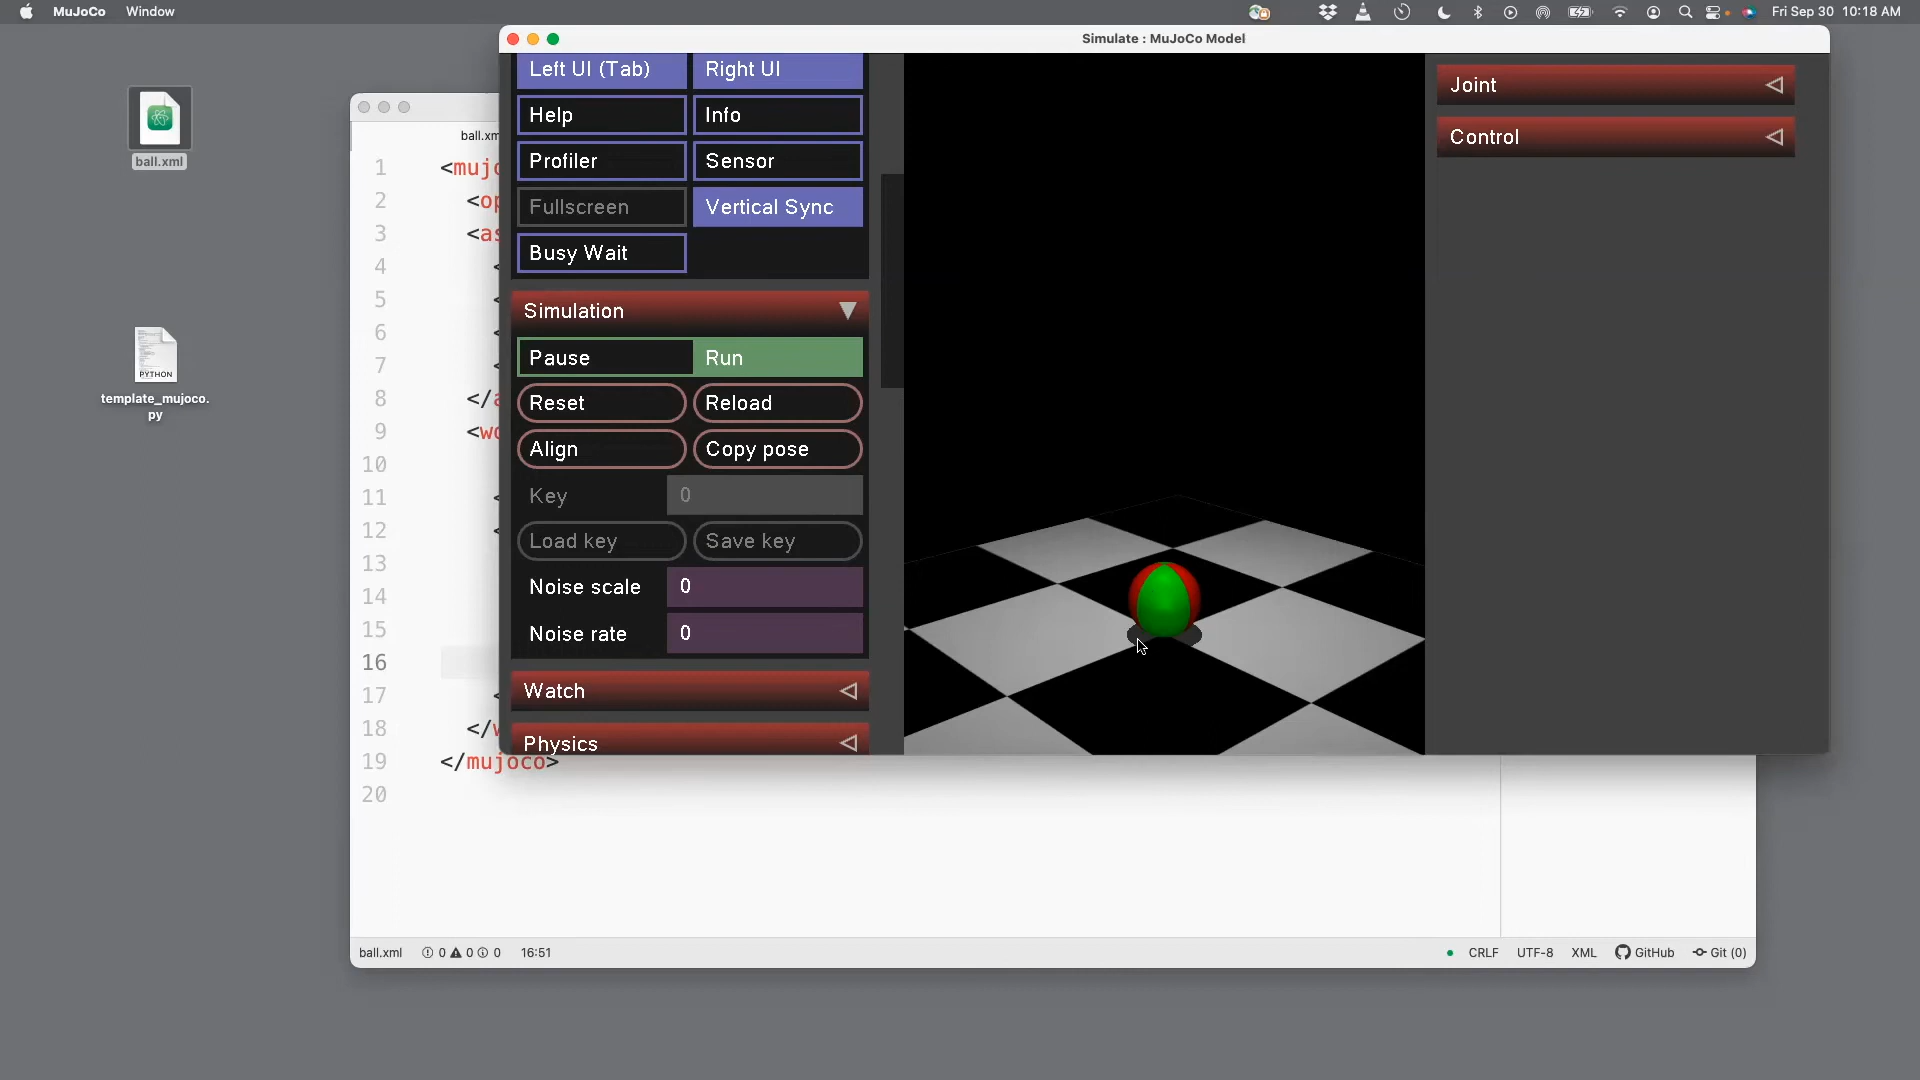 MuJoCo Window
Fri Sep 30 10:18 AM
Simulate : MuJoCo Model
ball.xml
PYTHON
template_mujoco.
py
Left UI (Tab) Right UI
Help Info
Profiler Sensor
Fullscreen Vertical Sync
Busy Wait
Simulation
Pause Run
Reset Reload
Align Copy pose
Key 0
Load key Save key
Noise scale 0
Noise rate 0
Watch
Physics
Joint
Control
ball.xm
1 <mujo
2 <op
3 <as
4 <
5 <
6 <
7 <
8 </a
9 <wo
10
11 <
12 <
13
14
15
16
17 <
18 </w
19 </mujoco>
20
ball.xml 0 0 0 16:51 CRLF UTF-8 XML GitHub Git (0)